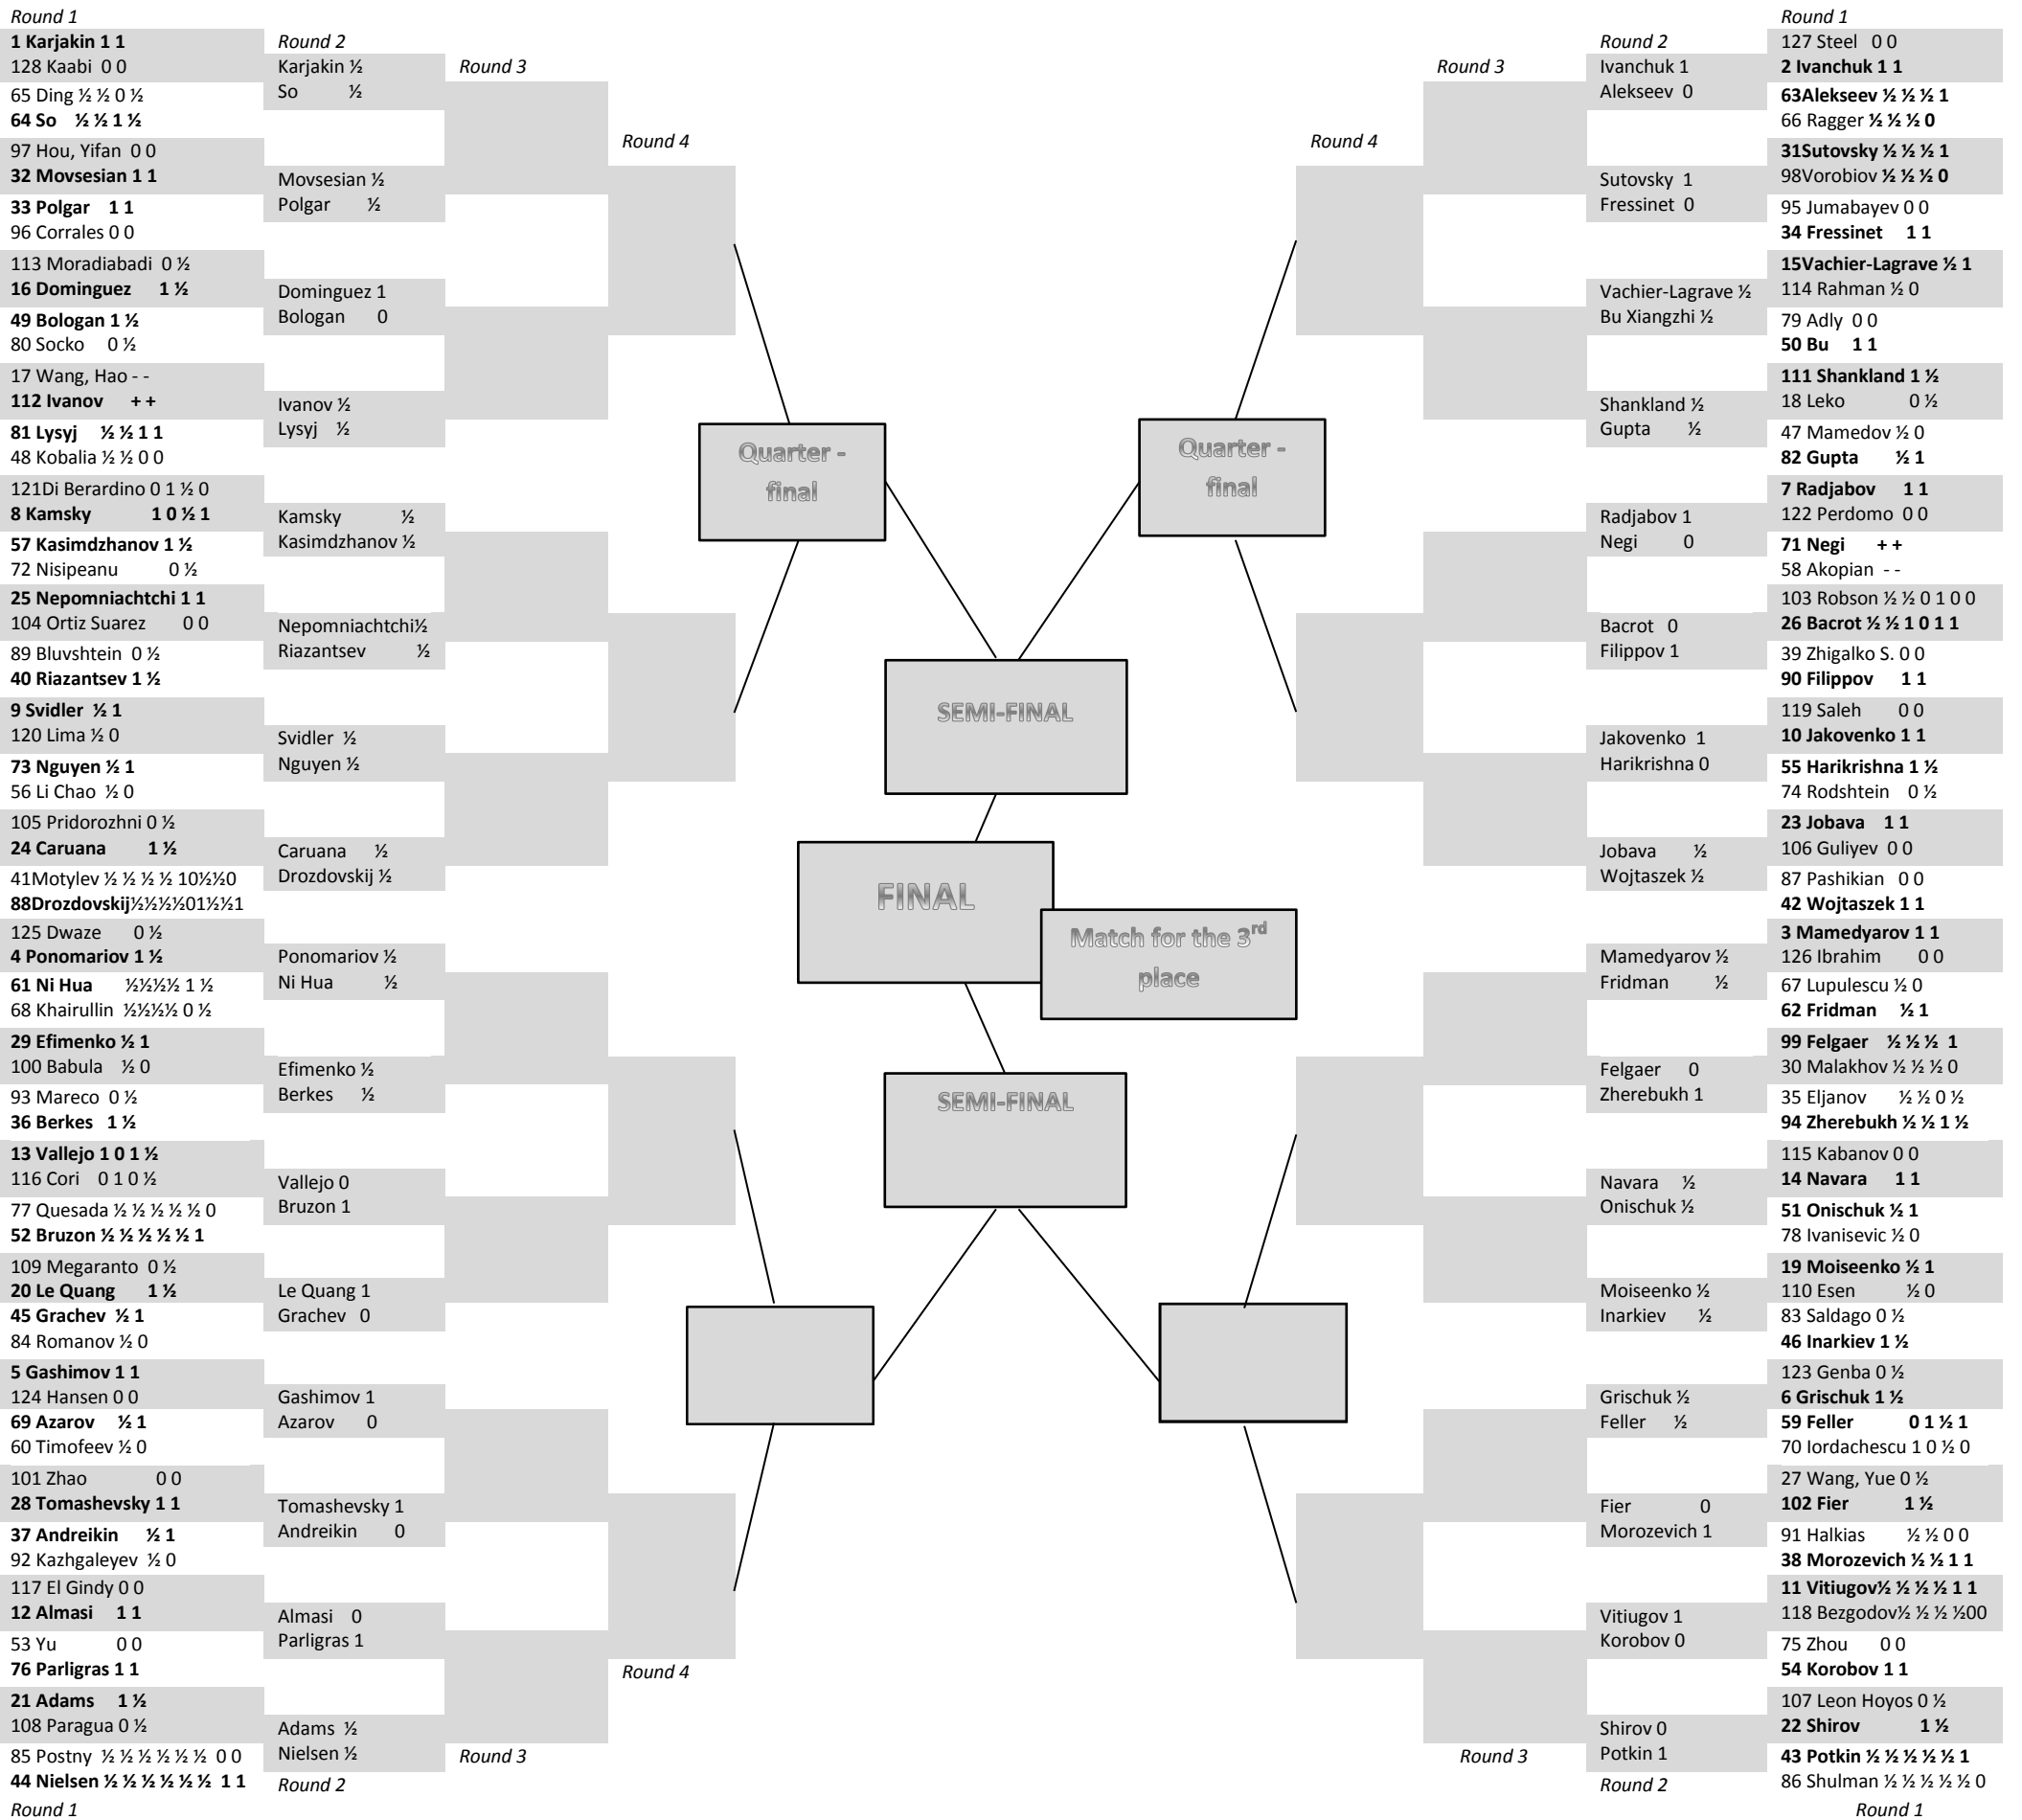 Round 1
1 Karjakin 1 1
128 Kaabi 0 0
65 Ding ½ ½ 0 ½
64 So ½ ½ 1 ½
97 Hou, Yifan 0 0
32 Movsesian 1 1
33 Polgar 1 1
96 Corrales 0 0
113 Moradiabadi 0 ½
16 Dominguez 1 ½
49 Bologan 1 ½
80 Socko 0 ½
17 Wang, Hao - -
112 Ivanov + +
81 Lysyj ½ ½ 1 1
48 Kobalia ½ ½ 0 0
121Di Berardino 0 1 ½ 0
8 Kamsky 1 0 ½ 1
57 Kasimdzhanov 1 ½
72 Nisipeanu 0 ½
25 Nepomniachtchi 1 1
104 Ortiz Suarez 0 0
89 Bluvshtein 0 ½
40 Riazantsev 1 ½
9 Svidler ½ 1
120 Lima ½ 0
73 Nguyen ½ 1
56 Li Chao ½ 0
105 Pridorozhni 0 ½
24 Caruana 1 ½
41Motylev ½ ½ ½ ½ 10½½0
88Drozdovskij½½½½01½½1
125 Dwaze 0 ½
4 Ponomariov 1 ½
61 Ni Hua ½½½½ 1 ½
68 Khairullin ½½½½ 0 ½
29 Efimenko ½ 1
100 Babula ½ 0
93 Mareco 0 ½
36 Berkes 1 ½
13 Vallejo 1 0 1 ½
116 Cori 0 1 0 ½
77 Quesada ½ ½ ½ ½ ½ 0
52 Bruzon ½ ½ ½ ½ ½ 1
109 Megaranto 0 ½
20 Le Quang 1 ½
45 Grachev ½ 1
84 Romanov ½ 0
5 Gashimov 1 1
124 Hansen 0 0
69 Azarov ½ 1
60 Timofeev ½ 0
101 Zhao 0 0
28 Tomashevsky 1 1
37 Andreikin ½ 1
92 Kazhgaleyev ½ 0
117 El Gindy 0 0
12 Almasi 1 1
53 Yu 0 0
76 Parligras 1 1
21 Adams 1 ½
108 Paragua 0 ½
85 Postny ½ ½ ½ ½ ½ ½ 0 0
44 Nielsen ½ ½ ½ ½ ½ ½ 1 1
Round 1
Round 2
Karjakin ½
So ½
Movsesian ½
Polgar ½
Dominguez 1
Bologan 0
Ivanov ½
Lysyj ½
Kamsky ½
Kasimdzhanov ½
Nepomniachtchi½
Riazantsev ½
Svidler ½
Nguyen ½
Caruana ½
Drozdovskij ½
Ponomariov ½
Ni Hua ½
Efimenko ½
Berkes ½
Vallejo 0
Bruzon 1
Le Quang 1
Grachev 0
Gashimov 1
Azarov 0
Tomashevsky 1
Andreikin 0
Almasi 0
Parligras 1
Adams ½
Nielsen ½
Round 2
Round 3
Round 3
Round 4
Round 4
Quarter -
final
Quarter -
final
SEMI-FINAL
FINAL
Match for the 3rd
place
SEMI-FINAL
Round 4
Round 3
Round 3
Round 2
Ivanchuk 1
Alekseev 0
Sutovsky 1
Fressinet 0
Vachier-Lagrave ½
Bu Xiangzhi ½
Shankland ½
Gupta ½
Radjabov 1
Negi 0
Bacrot 0
Filippov 1
Jakovenko 1
Harikrishna 0
Jobava ½
Wojtaszek ½
Mamedyarov ½
Fridman ½
Felgaer 0
Zherebukh 1
Navara ½
Onischuk ½
Moiseenko ½
Inarkiev ½
Grischuk ½
Feller ½
Fier 0
Morozevich 1
Vitiugov 1
Korobov 0
Shirov 0
Potkin 1
Round 2
Round 1
127 Steel 0 0
2 Ivanchuk 1 1
63Alekseev ½ ½ ½ 1
66 Ragger ½ ½ ½ 0
31Sutovsky ½ ½ ½ 1
98Vorobiov ½ ½ ½ 0
95 Jumabayev 0 0
34 Fressinet 1 1
15Vachier-Lagrave ½ 1
114 Rahman ½ 0
79 Adly 0 0
50 Bu 1 1
111 Shankland 1 ½
18 Leko 0 ½
47 Mamedov ½ 0
82 Gupta ½ 1
7 Radjabov 1 1
122 Perdomo 0 0
71 Negi + +
58 Akopian - -
103 Robson ½ ½ 0 1 0 0
26 Bacrot ½ ½ 1 0 1 1
39 Zhigalko S. 0 0
90 Filippov 1 1
119 Saleh 0 0
10 Jakovenko 1 1
55 Harikrishna 1 ½
74 Rodshtein 0 ½
23 Jobava 1 1
106 Guliyev 0 0
87 Pashikian 0 0
42 Wojtaszek 1 1
3 Mamedyarov 1 1
126 Ibrahim 0 0
67 Lupulescu ½ 0
62 Fridman ½ 1
99 Felgaer ½ ½ ½ 1
30 Malakhov ½ ½ ½ 0
35 Eljanov ½ ½ 0 ½
94 Zherebukh ½ ½ 1 ½
115 Kabanov 0 0
14 Navara 1 1
51 Onischuk ½ 1
78 Ivanisevic ½ 0
19 Moiseenko ½ 1
110 Esen ½ 0
83 Saldago 0 ½
46 Inarkiev 1 ½
123 Genba 0 ½
6 Grischuk 1 ½
59 Feller 0 1 ½ 1
70 Iordachescu 1 0 ½ 0
27 Wang, Yue 0 ½
102 Fier 1 ½
91 Halkias ½ ½ 0 0
38 Morozevich ½ ½ 1 1
11 Vitiugov½ ½ ½ ½ 1 1
118 Bezgodov½ ½ ½ ½00
75 Zhou 0 0
54 Korobov 1 1
107 Leon Hoyos 0 ½
22 Shirov 1 ½
43 Potkin ½ ½ ½ ½ ½ 1
86 Shulman ½ ½ ½ ½ ½ 0
Round 1